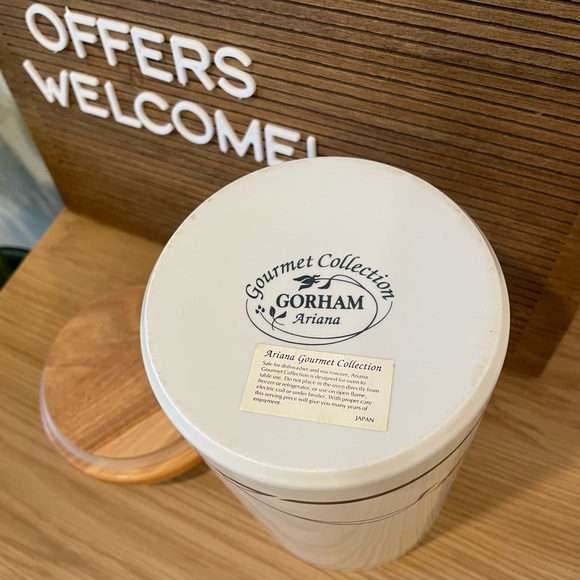 OFFERS
WELCOME!
Gourmet Collection
GORHAM
Ariana
Ariana Gourmet Collection
Safe for dishwasher and microwave, Ariana
Gourmet Collection is designed for oven to
table use. Do not place in the oven directly from
freezer or refrigerator, or use on open flame,
electric coil or under broiler. With proper care
this serving piece will give you many years of
enjoyment.
JAPAN